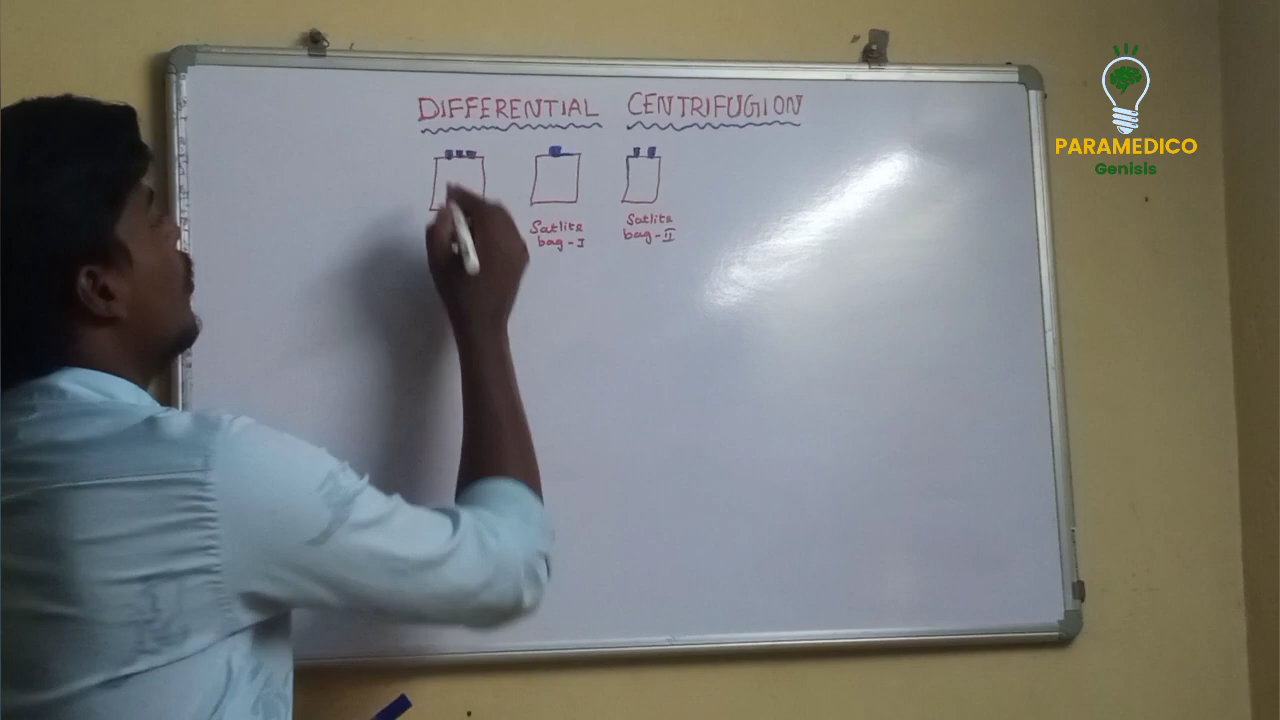 DIFFERENTIAL CENTRIFUGION
Satlite
bag-I
Satlite
bag-II
PARAMEDICO
Genisis